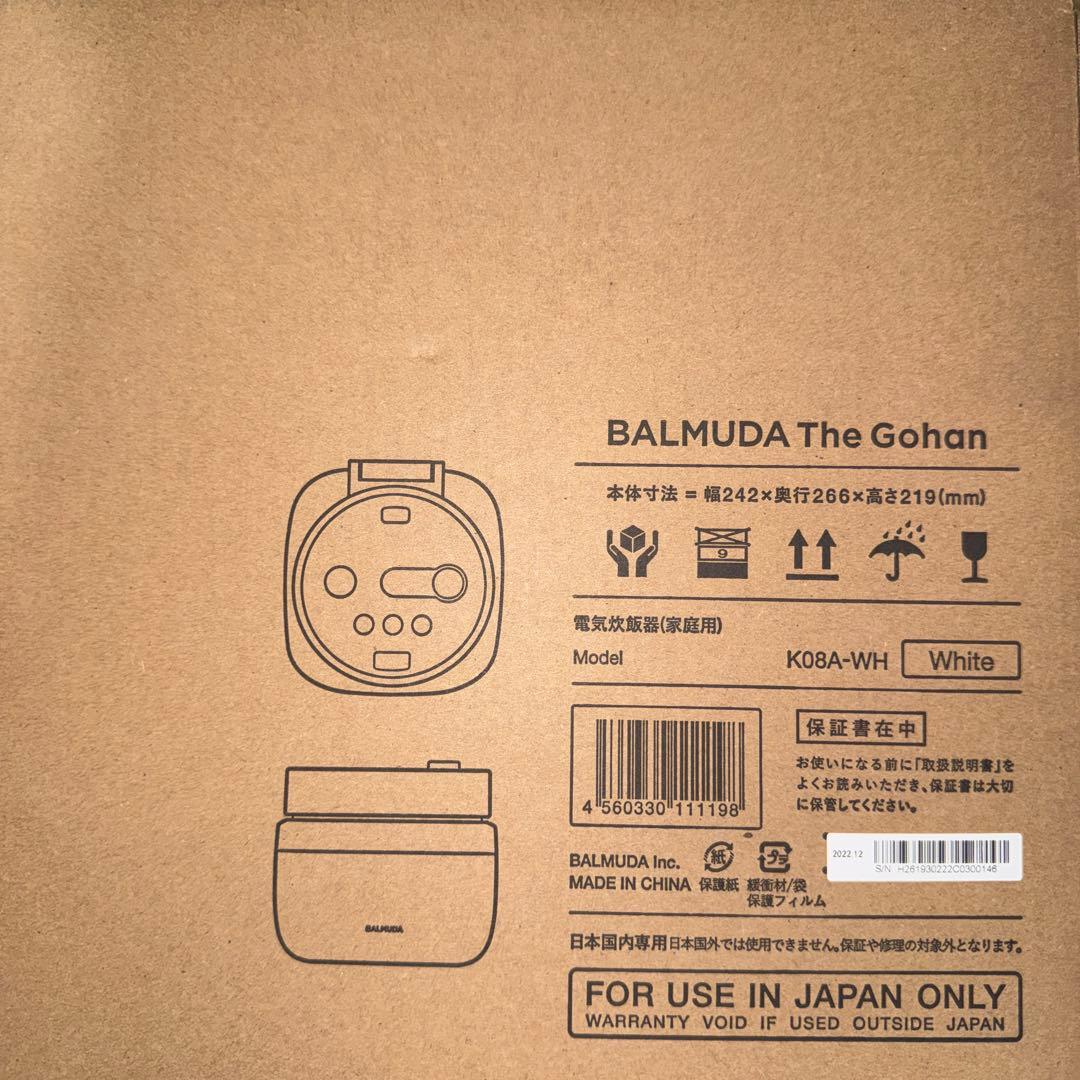 BALMUDA The Gohan
本体寸法 = 幅242×奥行266×高さ219(mm)
9
電気炊飯器(家庭用)
Model K08A-WH White
4 560330 111198
保証書在中
お使いになる前に「取扱説明書」を
よくお読みいただき、保証書は大切
に保管してください。
2022.12
S/N H261930222C0300146
BALMUDA Inc.
MADE IN CHINA
紙
保護紙
プラ
緩衝材/袋
保護フィルム
BALMUDA
日本国内専用 日本国外では使用できません。保証や修理の対象外となります。
FOR USE IN JAPAN ONLY
WARRANTY VOID IF USED OUTSIDE JAPAN